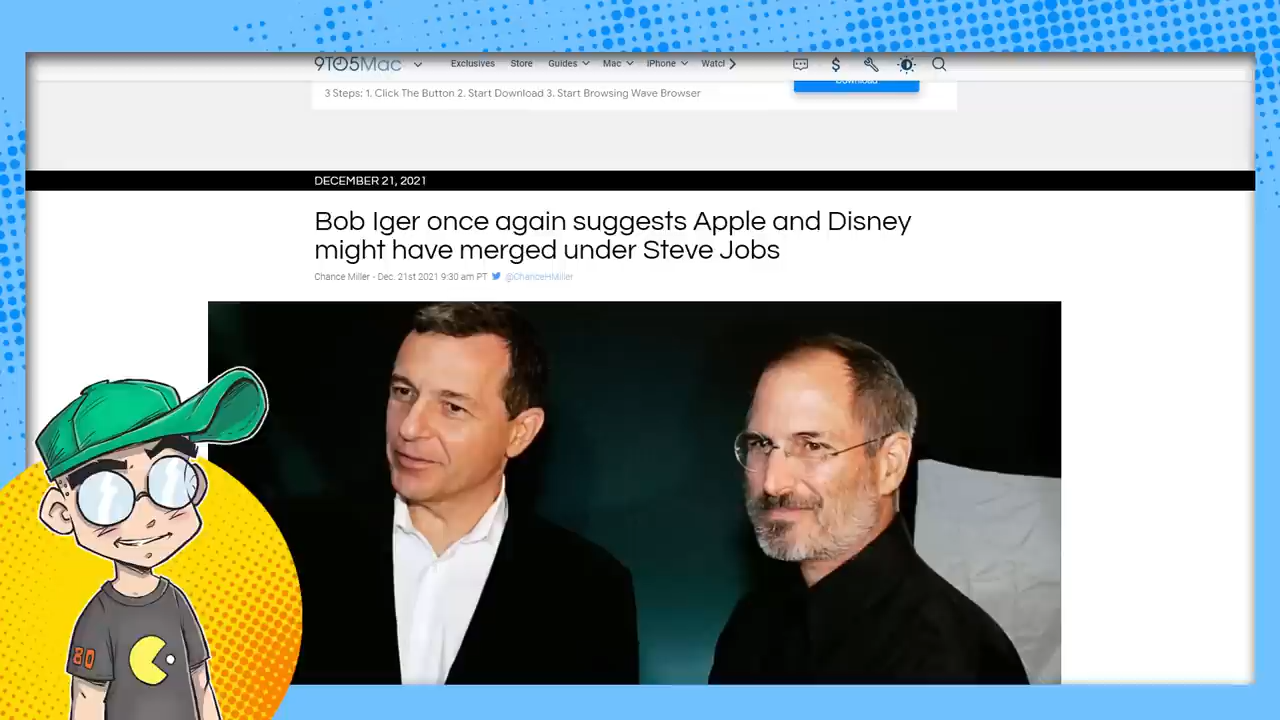 9TO5Mac
Exclusives Store Guides Mac iPhone Watcl
3 Steps: 1. Click The Button 2. Start Download 3. Start Browsing Wave Browser
Download
DECEMBER 21, 2021
Bob Iger once again suggests Apple and Disney
might have merged under Steve Jobs
Chance Miller - Dec. 21st 2021 9:30 am PT @ChanceHMiller
80